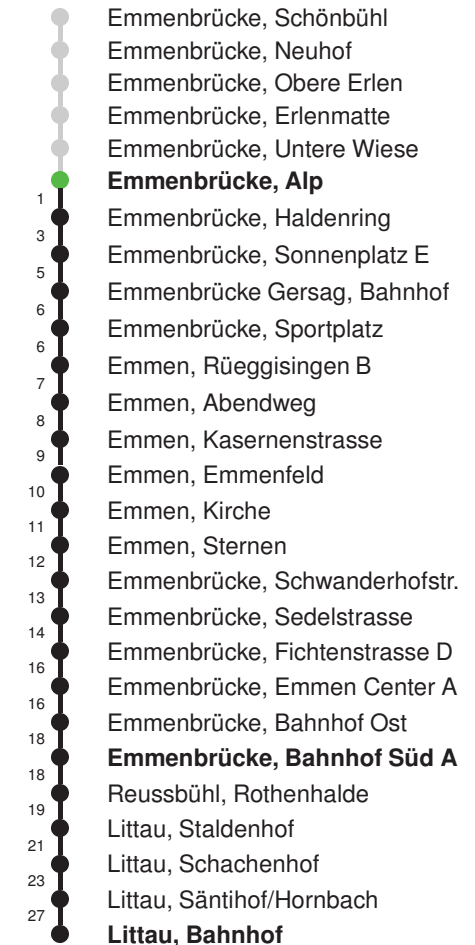 Emmenbrücke, Schönbühl
Emmenbrücke, Neuhof
Emmenbrücke, Obere Erlen
Emmenbrücke, Erlenmatte
Emmenbrücke, Untere Wiese
Emmenbrücke, Alp
1 Emmenbrücke, Haldenring
3 Emmenbrücke, Sonnenplatz E
5 Emmenbrücke Gersag, Bahnhof
6 Emmenbrücke, Sportplatz
6 Emmen, Rüeggisingen B
7 Emmen, Abendweg
8 Emmen, Kasernenstrasse
9 Emmen, Emmenfeld
10 Emmen, Kirche
11 Emmen, Sternen
12 Emmenbrücke, Schwanderhofstr.
13 Emmenbrücke, Sedelstrasse
14 Emmenbrücke, Fichtenstrasse D
16 Emmenbrücke, Emmen Center A
16 Emmenbrücke, Bahnhof Ost
18 Emmenbrücke, Bahnhof Süd A
18 Reussbühl, Rothenhalde
19 Littau, Staldenhof
21 Littau, Schachenhof
23 Littau, Säntihof/Hornbach
27 Littau, Bahnhof